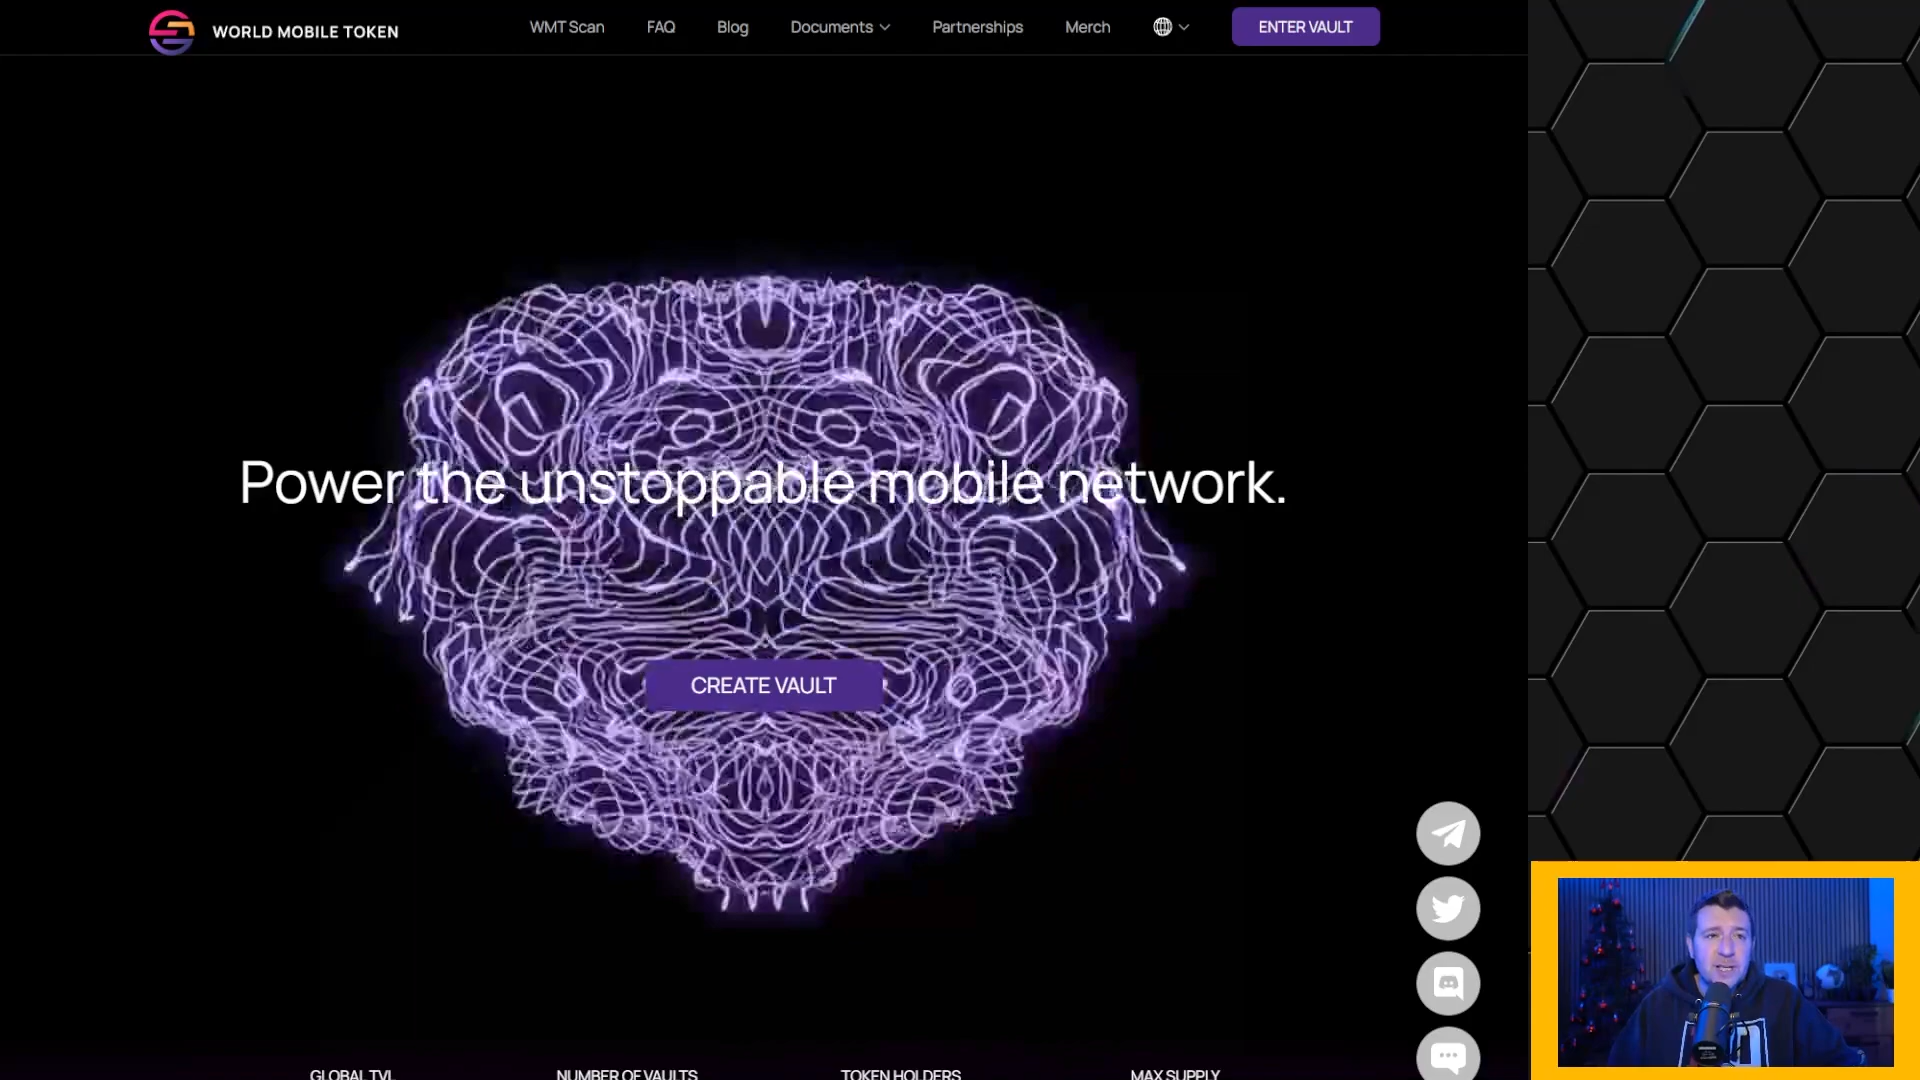 WORLD MOBILE TOKEN
WMT Scan
FAQ
Blog
Documents
Partnerships
Merch
ENTER VAULT
Power the unstoppable mobile network.
CREATE VAULT
GLOBAL TVL
NUMBER OF VAULTS
TOKEN HOLDERS
MAX SUPPLY